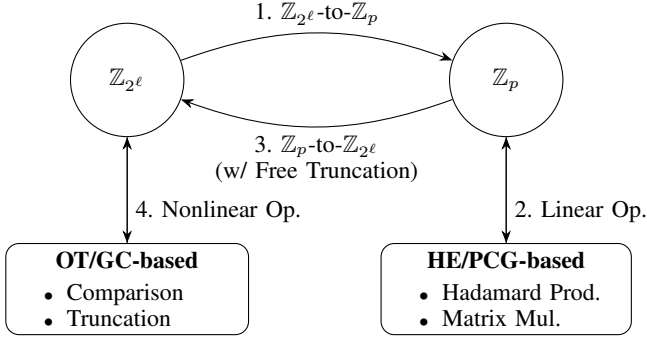 1. ℤ_{2^ℓ}-to-ℤ_p
ℤ_{2^ℓ}
ℤ_p
3. ℤ_p-to-ℤ_{2^ℓ}
(w/ Free Truncation)
4. Nonlinear Op.
2. Linear Op.
OT/GC-based
• Comparison
• Truncation
HE/PCG-based
• Hadamard Prod.
• Matrix Mul.